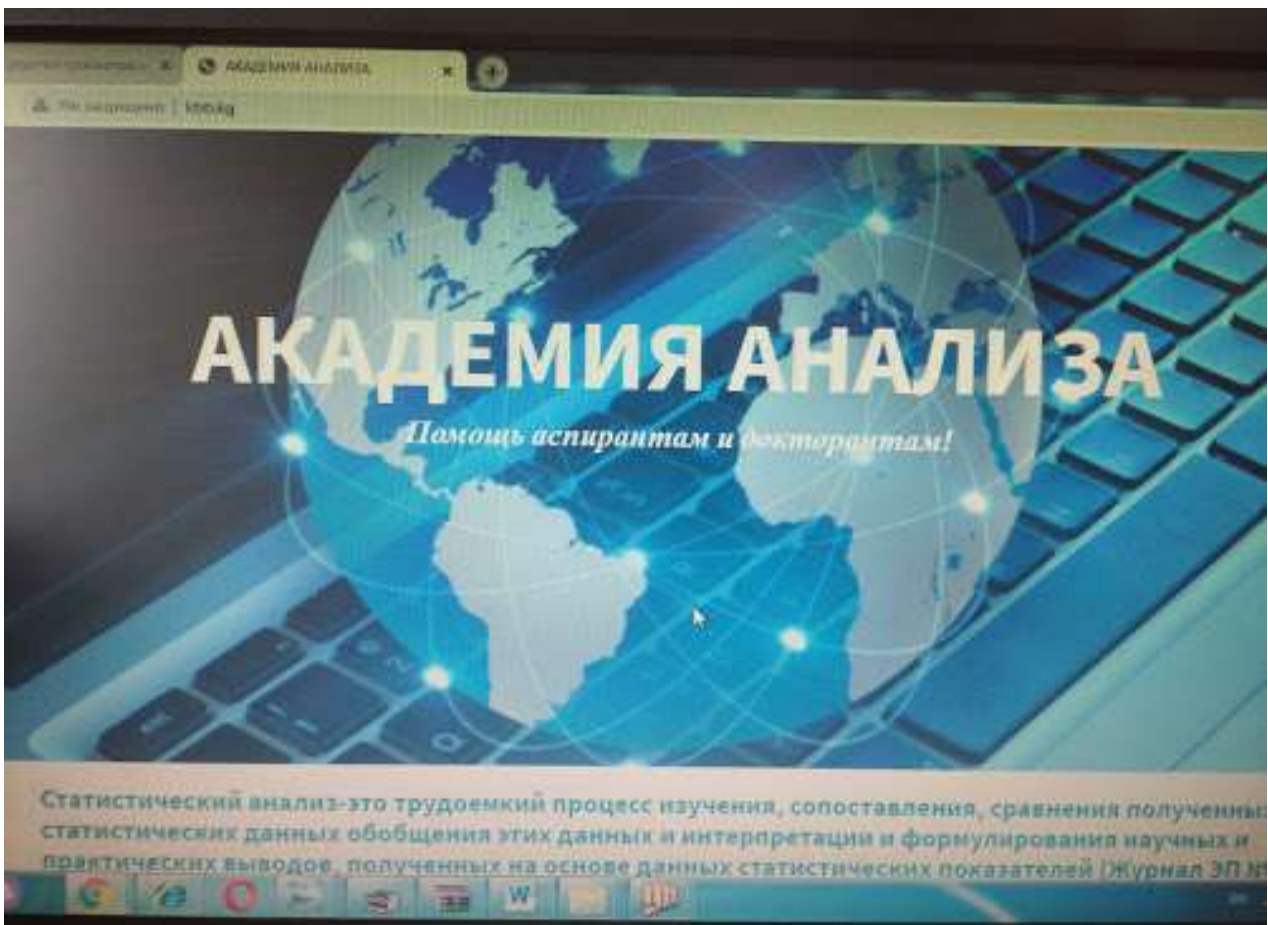 АКАДЕМИЯ АНАЛИЗА
АКАДЕМИЯ АНАЛИЗА
Помощь аспирантам и докторантам!
Статистический анализ-это трудоемкий процесс изучения, сопоставления, сравнения полученных
статистических данных обобщения этих данных и интерпретации и формулирования научных и
практических выводов, полученных на основе данных статистических показателей (Журнал ЭП №